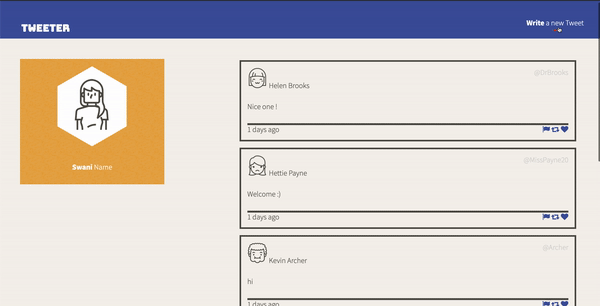 TWEETER
Write a new Tweet
Swani Name
@DrBrooks
Helen Brooks
Nice one !
1 days ago
@MissPayne20
Hettie Payne
Welcome :)
1 days ago
@Archer
Kevin Archer
hi
1 days ago